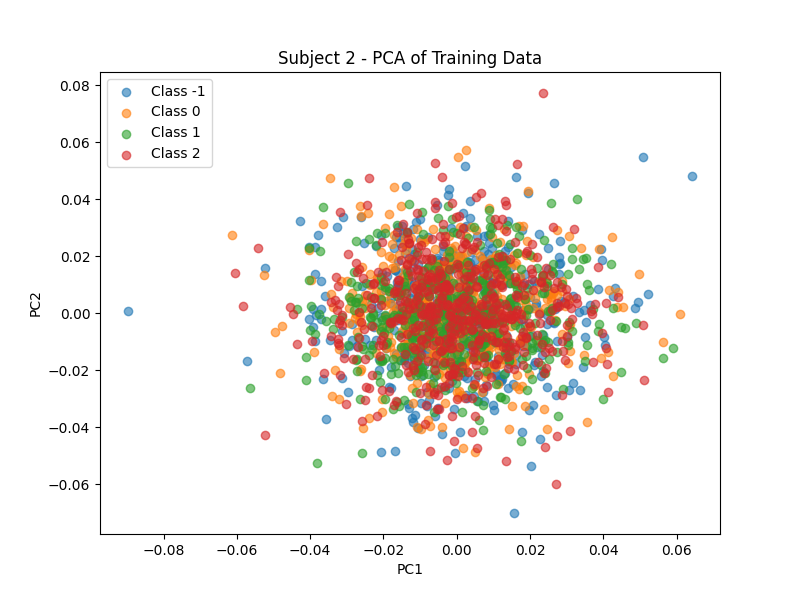 Subject 2 - PCA of Training Data
Class -1
Class 0
Class 1
Class 2
0.08
0.06
0.04
0.02
0.00
−0.02
−0.04
−0.06
PC2
−0.08 −0.06 −0.04 −0.02 0.00 0.02 0.04 0.06
PC1